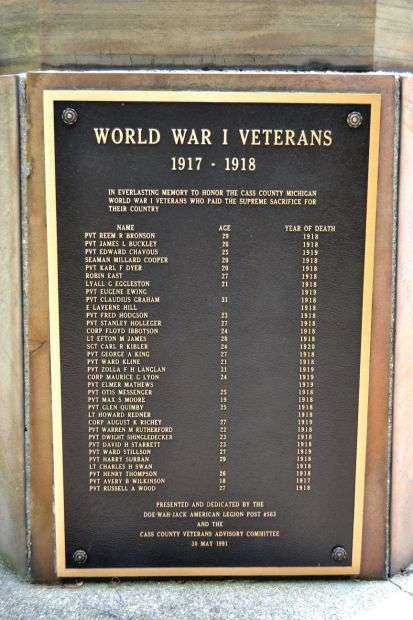 WORLD WAR I VETERANS
1917 - 1918
IN EVERLASTING MEMORY TO HONOR THE CASS COUNTY MICHIGAN
WORLD WAR I VETERANS WHO PAID THE SUPREME SACRIFICE FOR
THEIR COUNTRY
NAME AGE YEAR OF DEATH
PVT REEM R BRONSON 29 1918
PVT JAMES L BUCKLEY 26 1918
PVT EDWARD CHAVOUS 25 1919
SEAMAN MILLARD COOPER 20 1918
PVT KARL F DYER 20 1918
ROBIN EAST 27 1918
LYALL G EGGLESTON 21 1918
PVT EUGENE EWING 1919
PVT CLAUDIUS GRAHAM 31 1918
E LAVERNE HILL 1918
PVT FRED HODGSON 23 1918
PVT STANLEY HOLLEGER 27 1918
CORP FLOYD IBBOTSON 24 1918
LT EFTON M JAMES 28 1918
SGT CARL R KIBLER 24 1920
PVT GEORGE A KING 27 1918
PVT WARD KLINE 21 1918
PVT ZOLLA F H LANGLAN 21 1919
CORP MAURICE G LYON 24 1919
PVT ELMER MATHEWS 1919
PVT OTIS MESSENGER 22 1918
PVT MAX S MOORE 19 1918
PVT GLEN QUIMBY 25 1918
LT HOWARD REDNER 1918
CORP AUGUST K RICHEY 27 1919
PVT WARREN M RUTHERFORD 22 1918
PVT DWIGHT SHINGLEDECKER 23 1918
PVT DAVID H STARRETT 23 1918
PVT WARD STILLSON 27 1919
PVT HARRY SURRAN 29 1918
LT CHARLES H SWAN 1918
PVT HENRY THOMPSON 26 1918
PVT AVERY B WILKINSON 18 1917
PVT RUSSELL A WOOD 27 1918
PRESENTED AND DEDICATED BY THE
DOE-WAH-JACK AMERICAN LEGION POST #563
AND THE
CASS COUNTY VETERANS ADVISORY COMMITTEE
30 MAY 1991